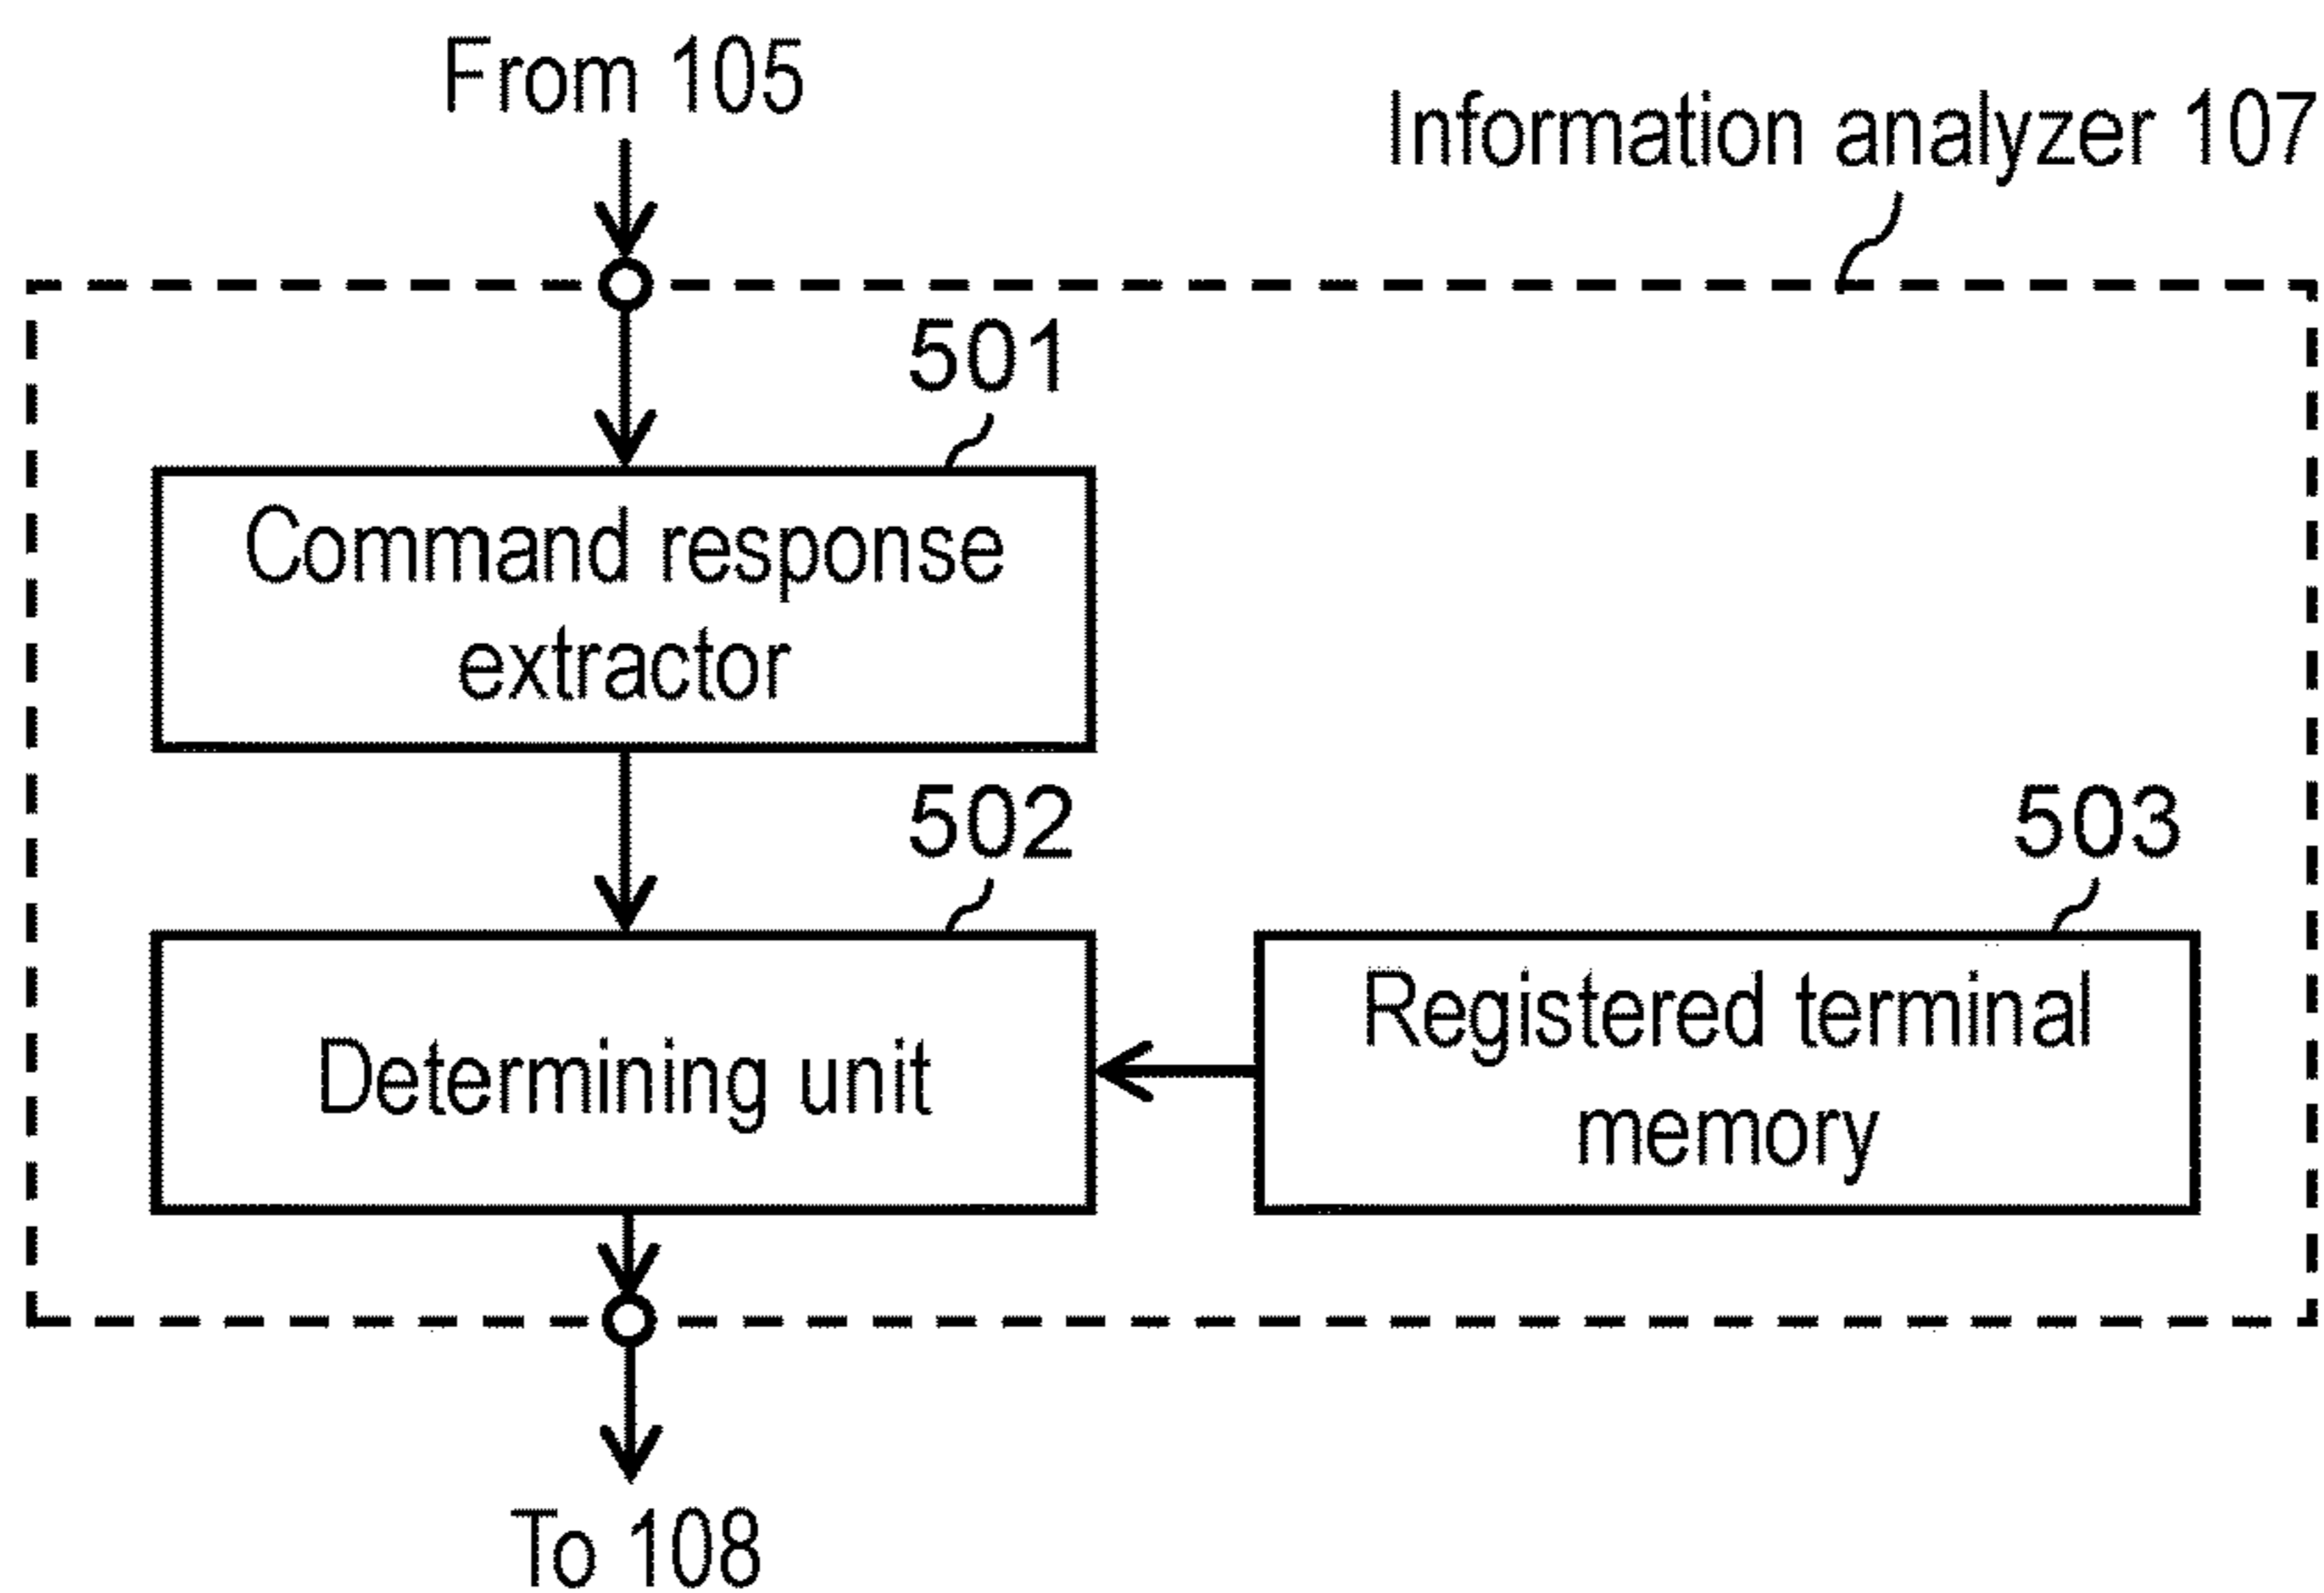 From 105
Information analyzer 107
501
Command response
extractor
502
503
Determining unit
Registered terminal
memory
To 108